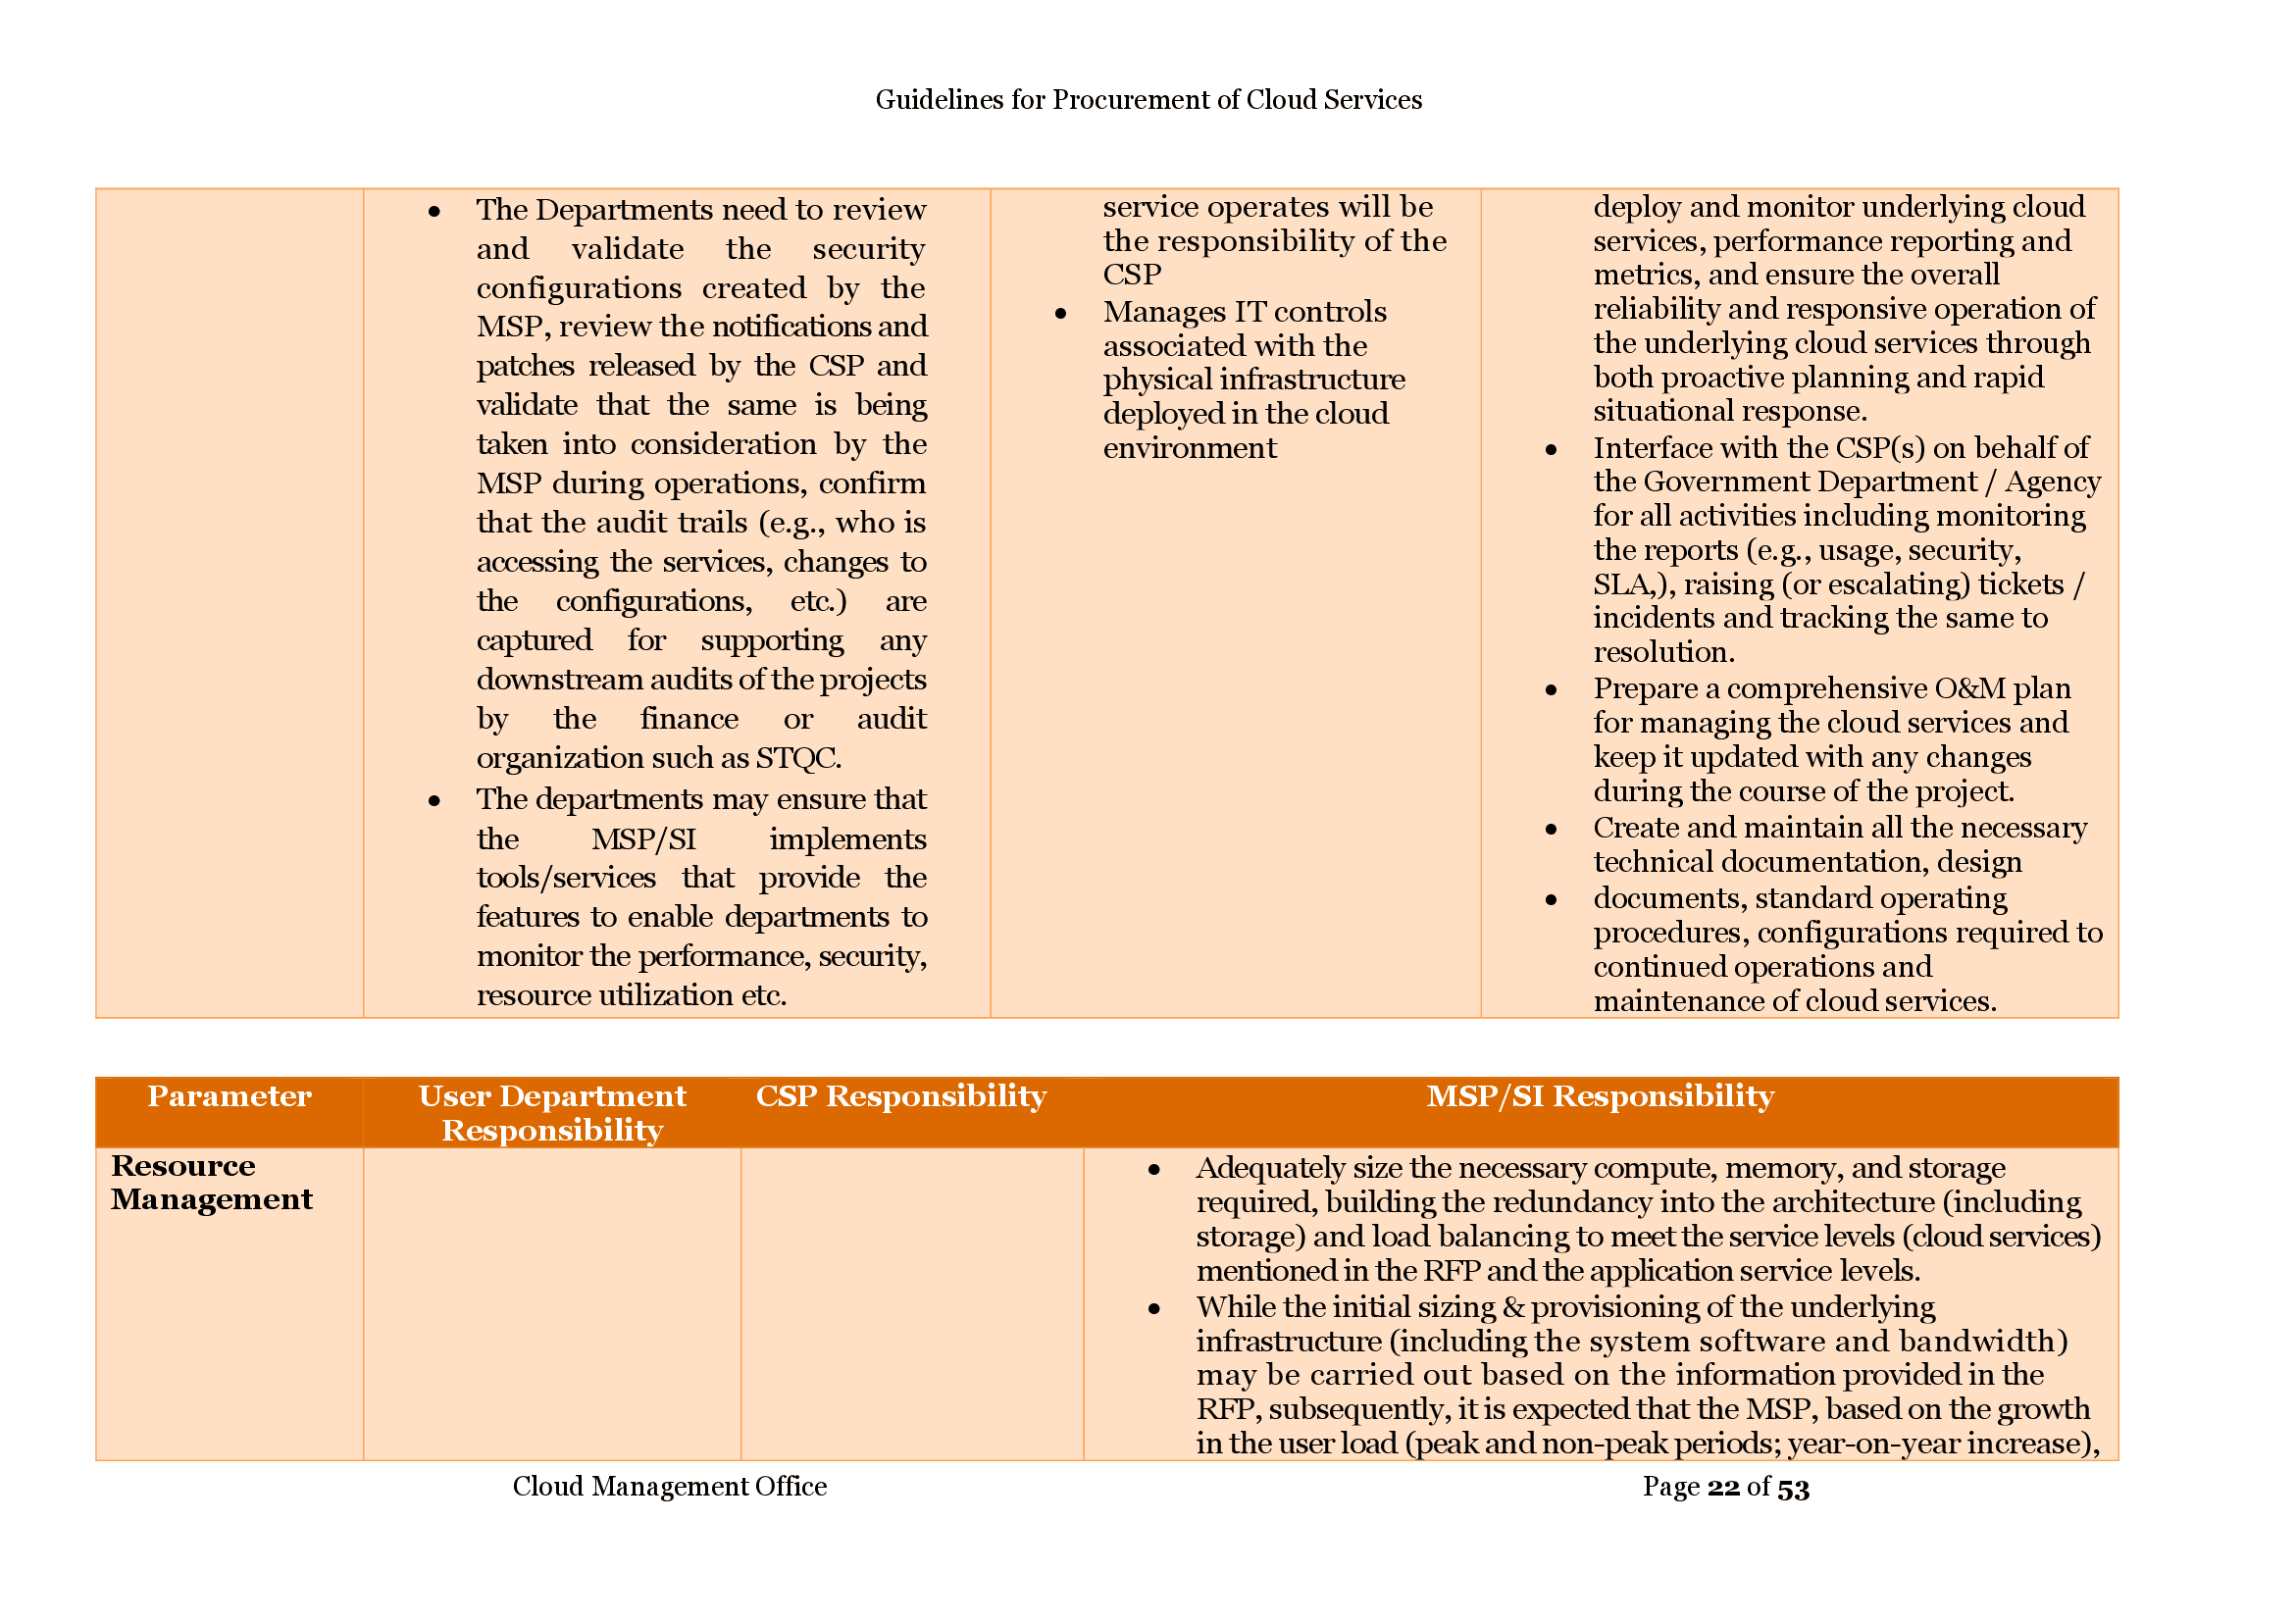 Guidelines for Procurement of Cloud Services
• The Departments need to review
and validate the security
configurations created by the
MSP, review the notifications and
patches released by the CSP and
validate that the same is being
taken into consideration by the
MSP during operations, confirm
that the audit trails (e.g., who is
accessing the services, changes to
the configurations, etc.) are
captured for supporting any
downstream audits of the projects
by the finance or audit
organization such as STQC.
• The departments may ensure that
the MSP/SI implements
tools/services that provide the
features to enable departments to
monitor the performance, security,
resource utilization etc.
service operates will be
the responsibility of the
CSP
• Manages IT controls
associated with the
physical infrastructure
deployed in the cloud
environment
deploy and monitor underlying cloud
services, performance reporting and
metrics, and ensure the overall
reliability and responsive operation of
the underlying cloud services through
both proactive planning and rapid
situational response.
• Interface with the CSP(s) on behalf of
the Government Department / Agency
for all activities including monitoring
the reports (e.g., usage, security,
SLA,), raising (or escalating) tickets /
incidents and tracking the same to
resolution.
• Prepare a comprehensive O&M plan
for managing the cloud services and
keep it updated with any changes
during the course of the project.
• Create and maintain all the necessary
technical documentation, design
• documents, standard operating
procedures, configurations required to
continued operations and
maintenance of cloud services.
Parameter
User Department
Responsibility
CSP Responsibility
MSP/SI Responsibility
Resource
Management
• Adequately size the necessary compute, memory, and storage
required, building the redundancy into the architecture (including
storage) and load balancing to meet the service levels (cloud services)
mentioned in the RFP and the application service levels.
• While the initial sizing & provisioning of the underlying
infrastructure (including the system software and bandwidth)
may be carried out based on the information provided in the
RFP, subsequently, it is expected that the MSP, based on the growth
in the user load (peak and non-peak periods; year-on-year increase),
Cloud Management Office
Page 22 of 53